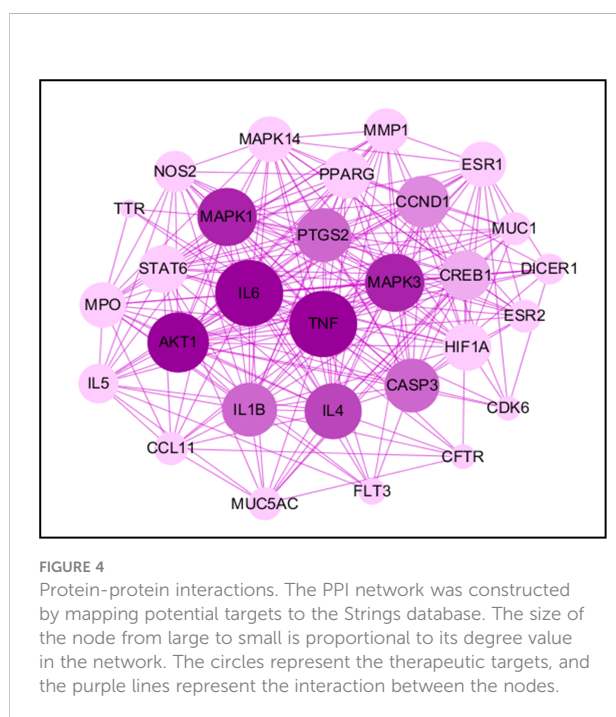 MAPK14
MMP1
NOS2
PPARG
ESR1
TTR
MAPK1
CCND1
PTGS2
MUC1
STAT6
CREB1
DICER1
MPO
IL6
MAPK3
TNF
ESR2
AKT1
HIF1A
IL5
IL1B
IL4
CASP3
CDK6
CCL11
CFTR
MUC5AC
FLT3
FIGURE 4
Protein-protein interactions. The PPI network was constructed
by mapping potential targets to the Strings database. The size of
the node from large to small is proportional to its degree value
in the network. The circles represent the therapeutic targets, and
the purple lines represent the interaction between the nodes.